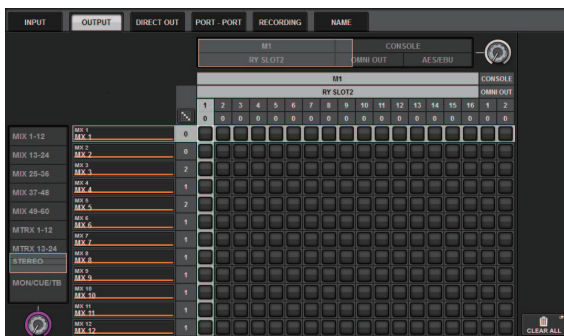 INPUT OUTPUT DIRECT OUT PORT - PORT RECORDING NAME
M1 CONSOLE
RY SLOT2 OMNI OUT AES/EBU
M1 CONSOLE
RY SLOT2 OMNI OUT
1 2 3 4 5 6 7 8 9 10 11 12 13 14 15 16 1 2
0 0 0 0 0 0 0 0 0 0 0 0 0 0 0 0 0 0
MIX 1-12
MIX 13-24
MIX 25-36
MIX 37-48
MIX 49-60
MTRX 1-12
MTRX 13-24
STEREO
MON/CUE/TB
MX 1
MX 1 0
MX 2
MX 2 0
MX 3
MX 3 2
MX 4
MX 4 1
MX 5
MX 5 2
MX 6
MX 6 1
MX 7
MX 7 1
MX 8
MX 8 1
MX 9
MX 9 1
MX 10
MX 10 1
MX 11
MX 11 1
MX 12
MX 12 1
CLEAR ALL